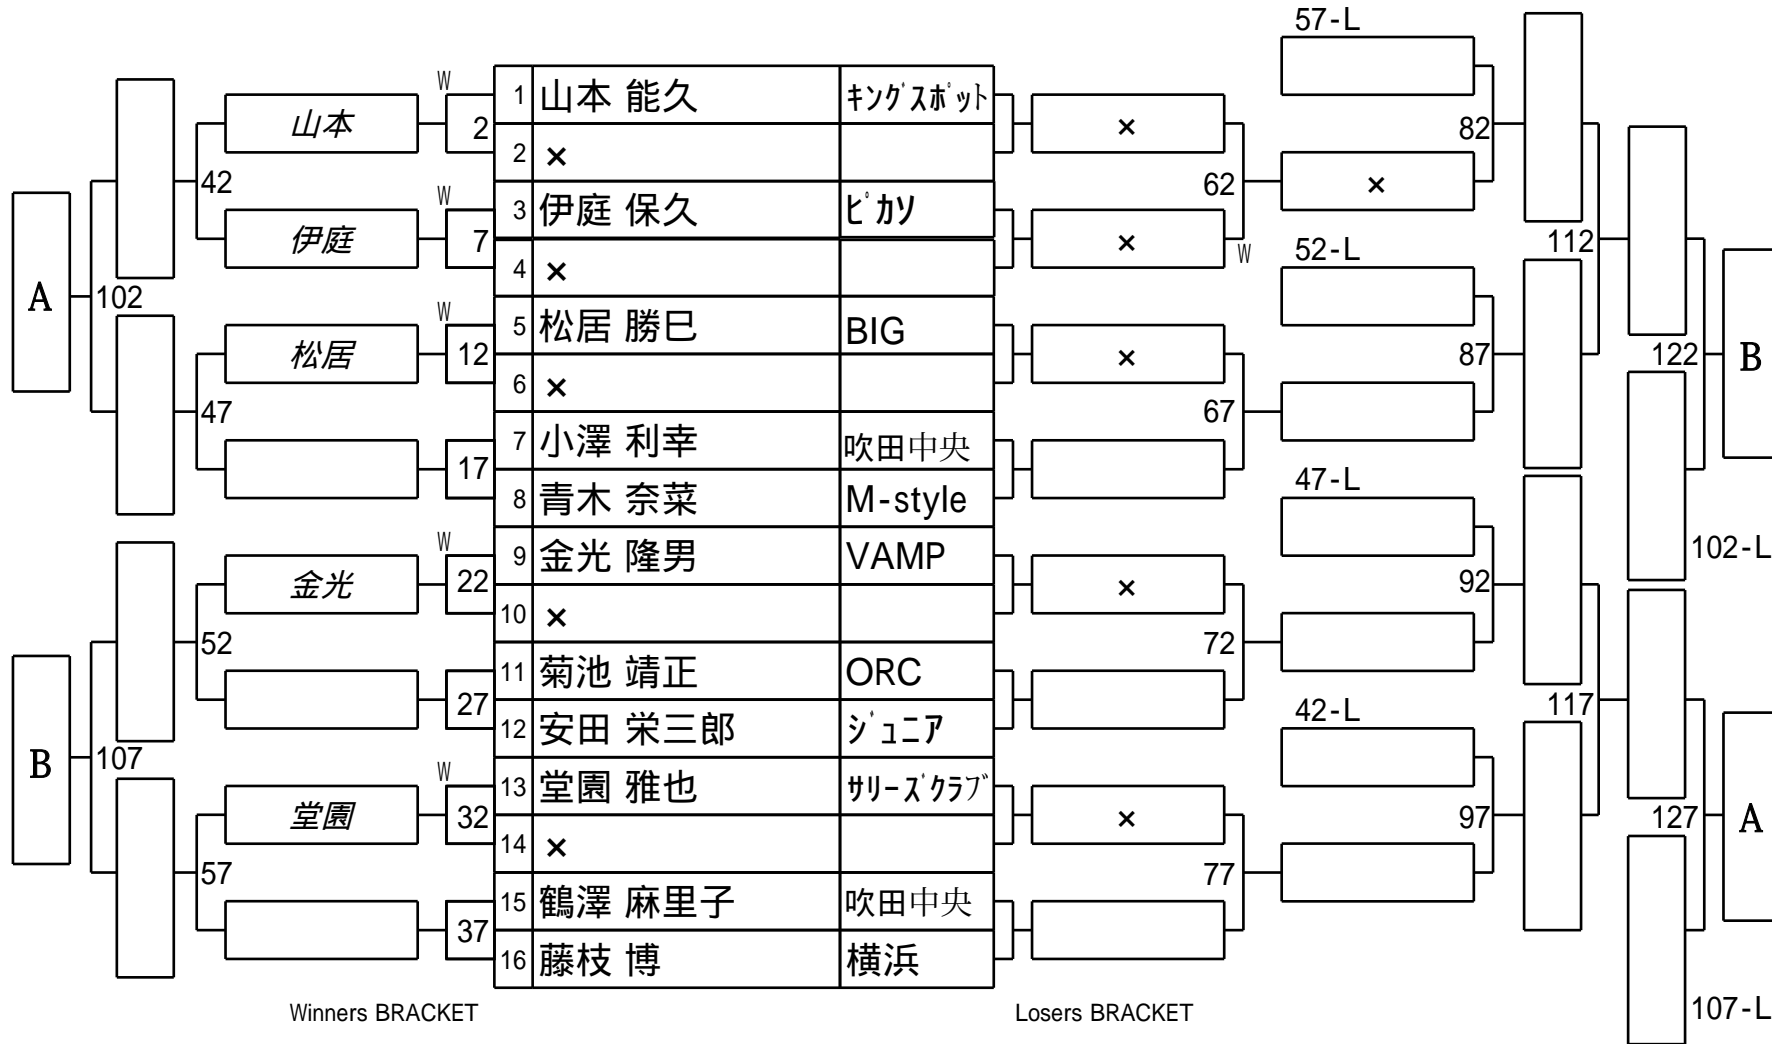 57-L
W
1 山本 能久 キングスポット
山本 2 × 82
2 × 62 ×
42
W
3 伊庭 保久 ピカソ
伊庭 7 × W 52-L 112
4 ×
A 102
W
5 松居 勝巳 BIG
松居 12 × 87 122 B
6 ×
47 67
7 小澤 利幸 吹田中央
17 47-L
8 青木 奈菜 M-style
W
9 金光 隆男 VAMP 102-L
金光 22 × 92
10 ×
52 72
11 菊池 靖正 ORC
27 42-L 117
12 安田 栄三郎 ジュニア
B 107
W
13 堂園 雅也 サリーズクラブ
堂園 32 × 97 127 A
14 ×
57 77
15 鶴澤 麻里子 吹田中央
37
16 藤枝 博 横浜
107-L
Winners BRACKET Losers BRACKET